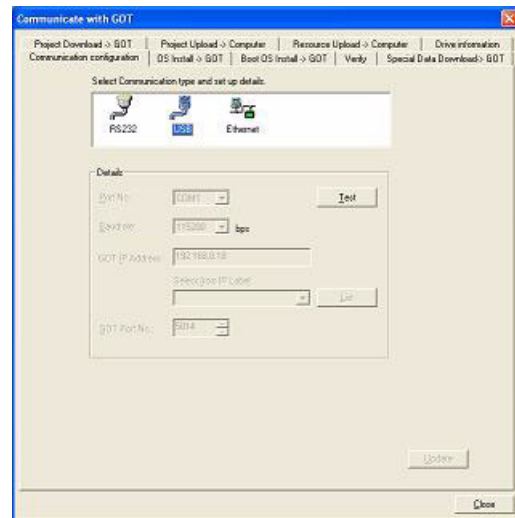 Communicate with GOT
Project Download -> GOT
Project Upload -> Computer
Resource Upload -> Computer
Drive information
Communication configuration
OS Install -> GOT
Boot OS Install -> GOT
Verify
Special Data Download-> GOT
Select Communication type and set up details.
RS232
USB
Ethernet
Details
Port No.
COM1
Test
Baudrate
115200
bps
GOT IP Address
192.168.0.18
Selection IP Label
List
GOT Port No.:
5014
Update
Close